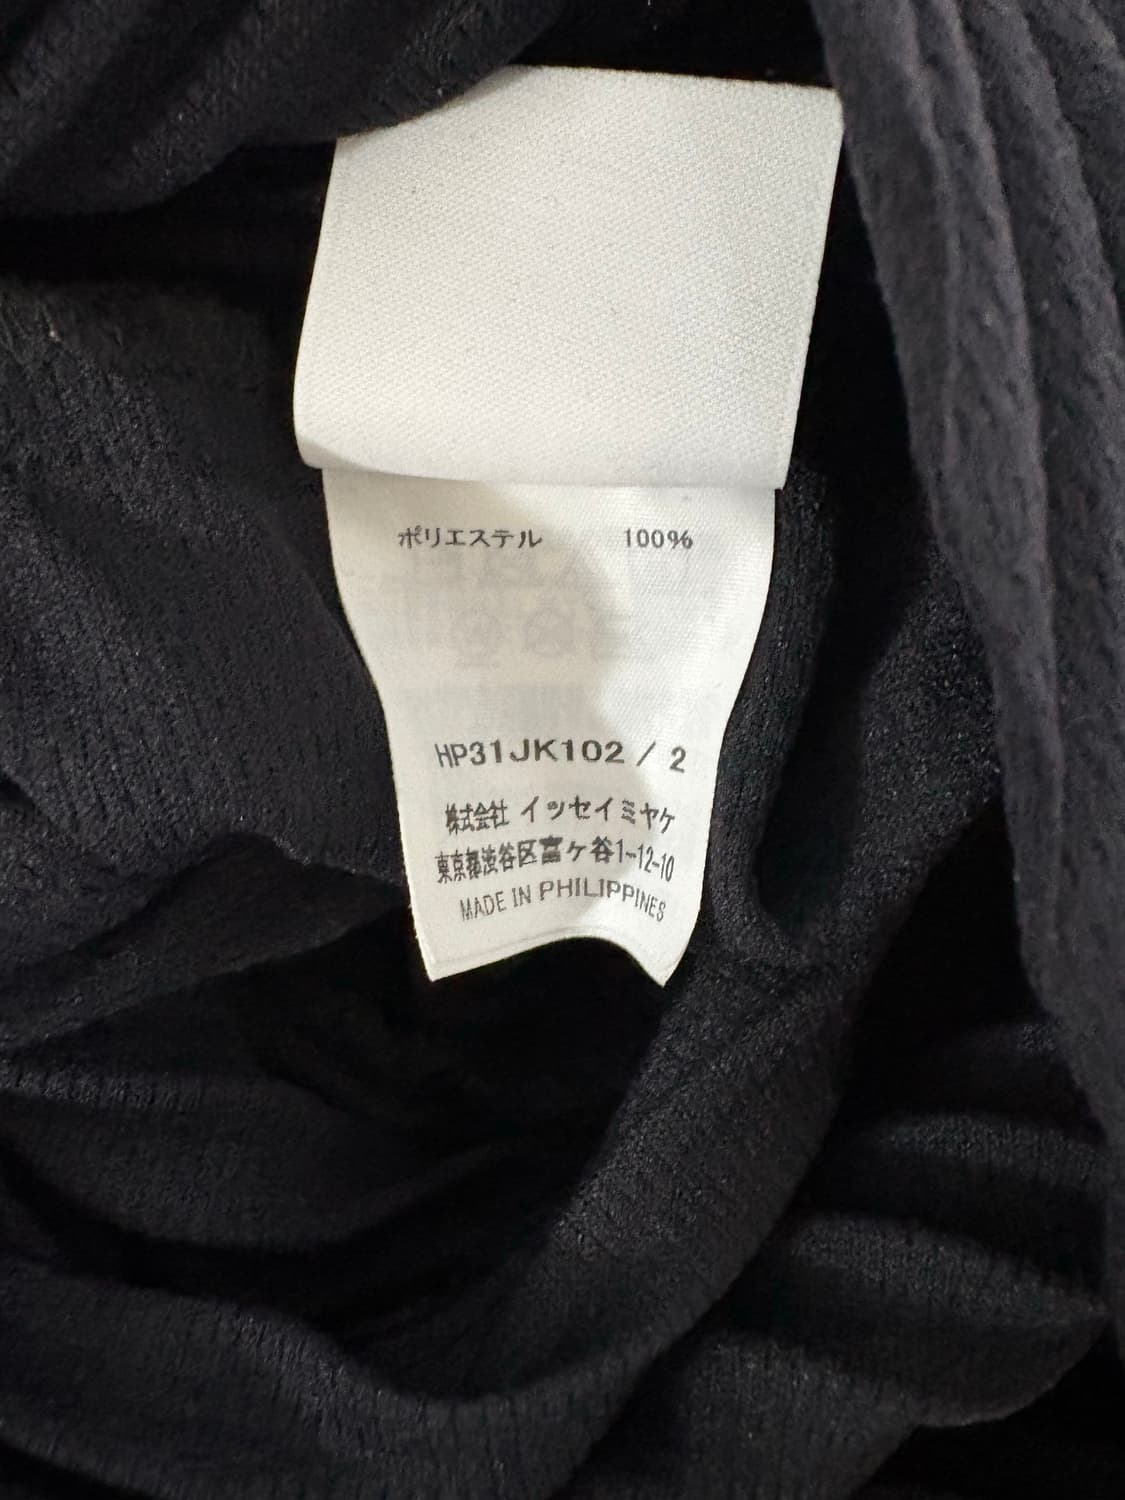 ポリエステル 100%
HP31JK102 / 2
株式会社 イッセイミヤケ
東京都渋谷区富ヶ谷1-12-10
MADE IN PHILIPPINES